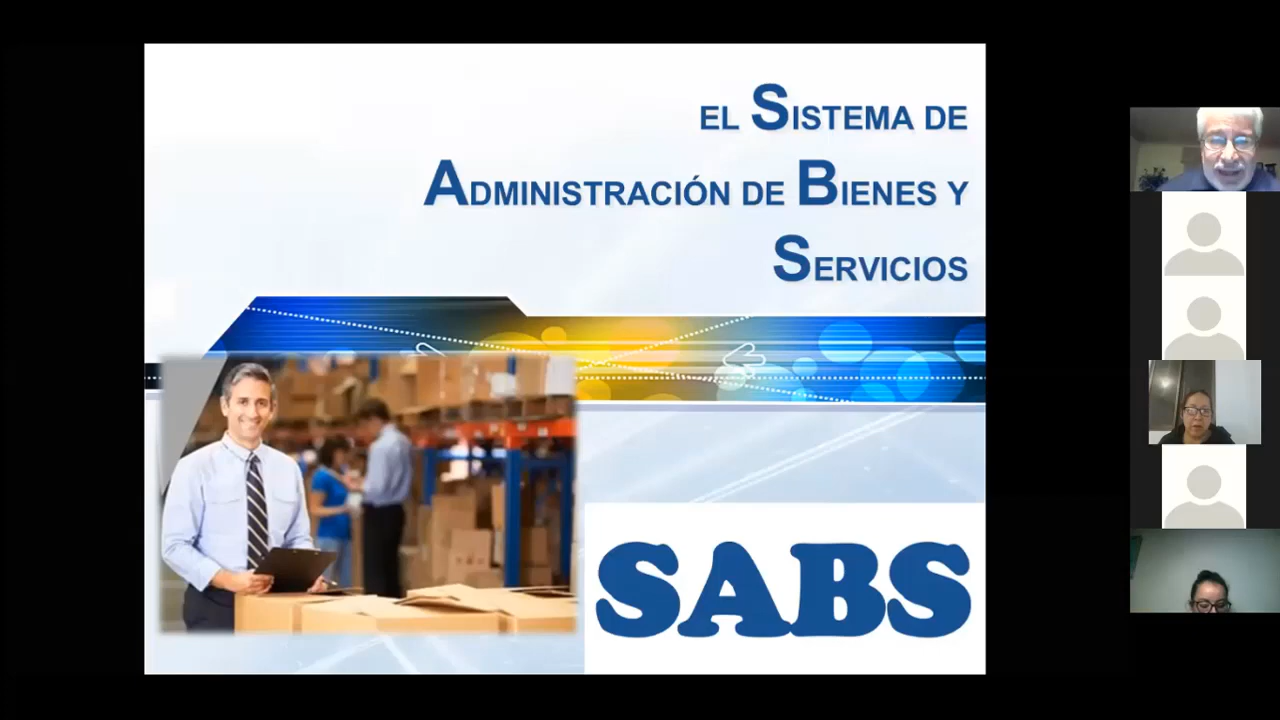 EL SISTEMA DE
ADMINISTRACIÓN DE BIENES Y
SERVICIOS
SABS